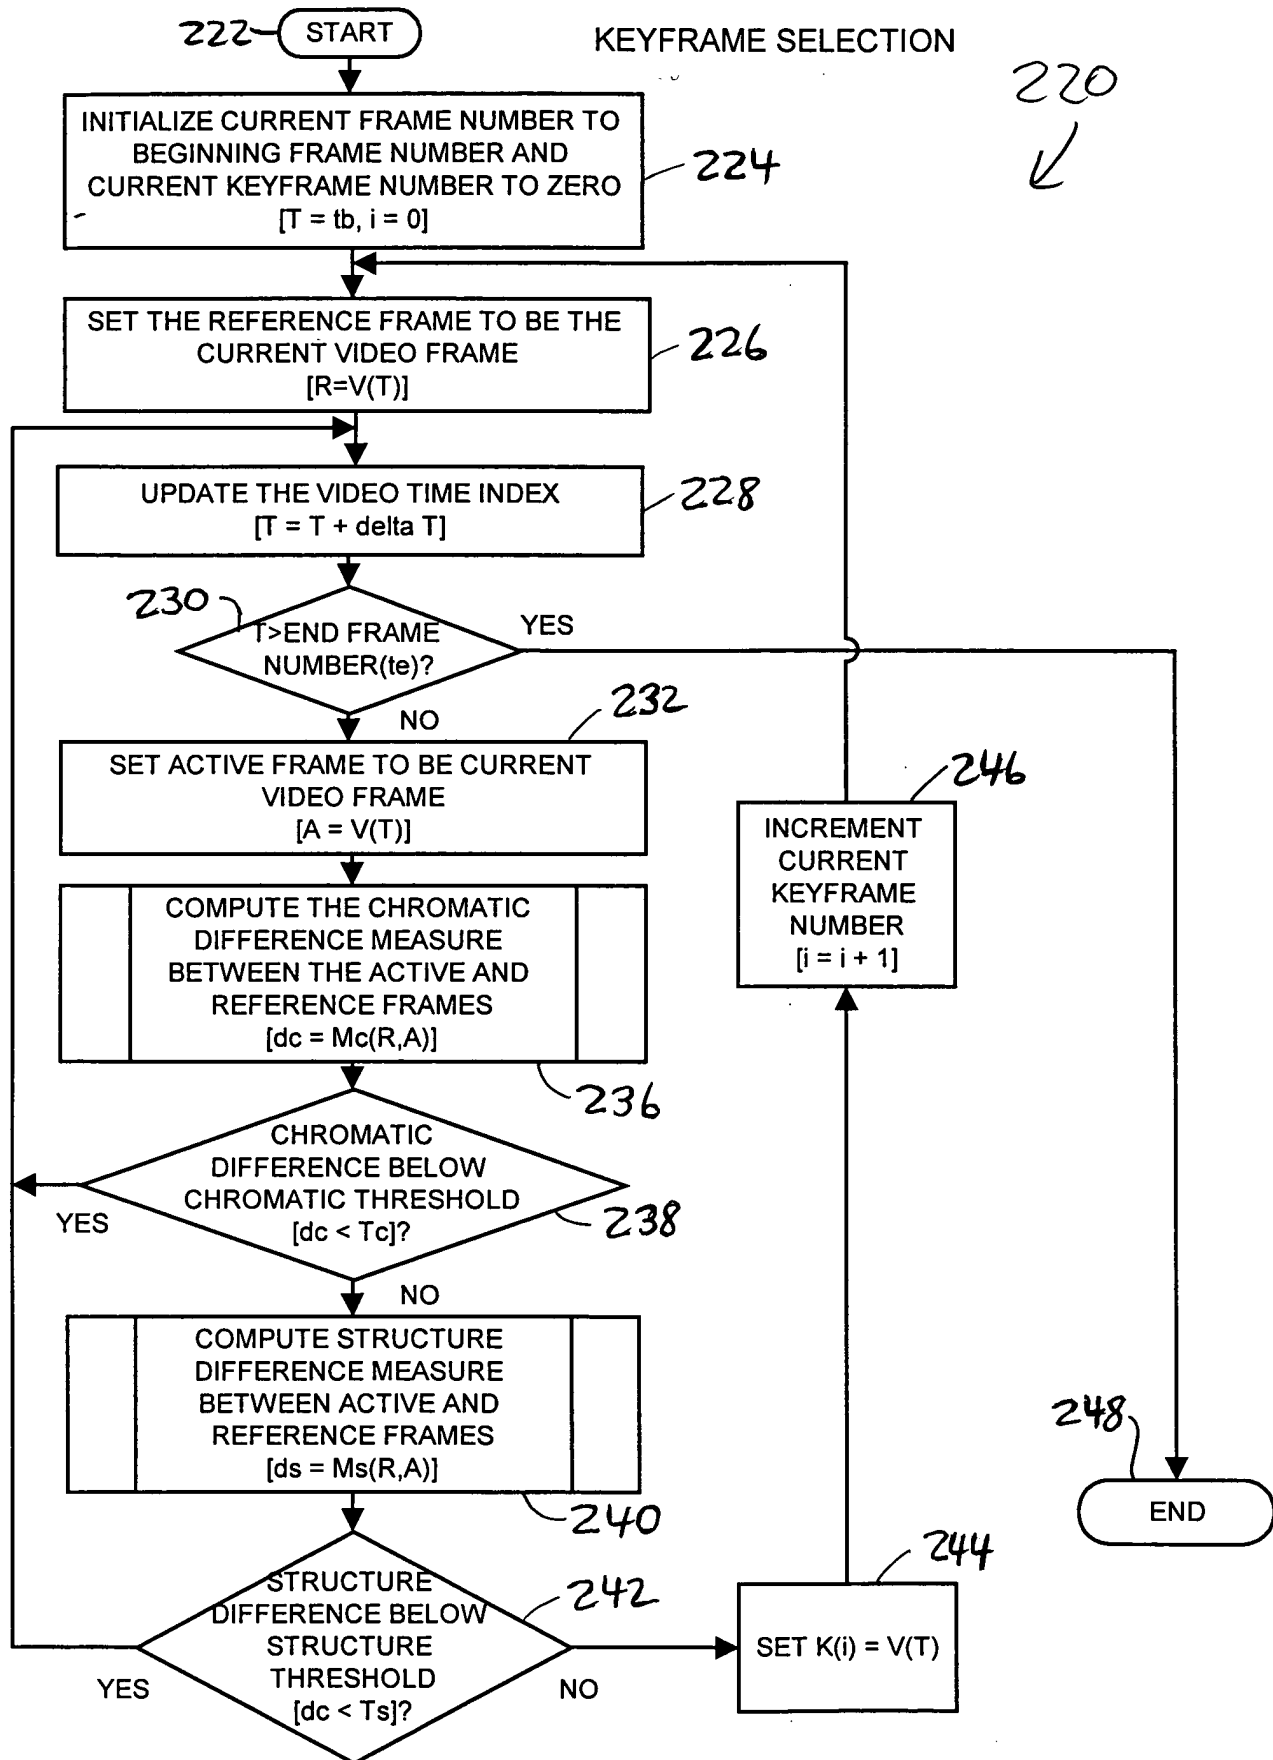 222
START
KEYFRAME SELECTION
220
INITIALIZE CURRENT FRAME NUMBER TO
BEGINNING FRAME NUMBER AND
CURRENT KEYFRAME NUMBER TO ZERO
[T = tb, i = 0]
224
SET THE REFERENCE FRAME TO BE THE
CURRENT VIDEO FRAME
[R=V(T)]
226
UPDATE THE VIDEO TIME INDEX
[T = T + delta T]
228
230
T>END FRAME
NUMBER(te)?
YES
NO
232
SET ACTIVE FRAME TO BE CURRENT
VIDEO FRAME
[A = V(T)]
246
INCREMENT
CURRENT
KEYFRAME
NUMBER
[i = i + 1]
COMPUTE THE CHROMATIC
DIFFERENCE MEASURE
BETWEEN THE ACTIVE AND
REFERENCE FRAMES
[dc = Mc(R,A)]
236
CHROMATIC
DIFFERENCE BELOW
CHROMATIC THRESHOLD
[dc < Tc]?
YES
238
NO
COMPUTE STRUCTURE
DIFFERENCE MEASURE
BETWEEN ACTIVE AND
REFERENCE FRAMES
[ds = Ms(R,A)]
240
248
END
STRUCTURE
DIFFERENCE BELOW
STRUCTURE
THRESHOLD
[dc < Ts]?
242
YES
NO
244
SET K(i) = V(T)